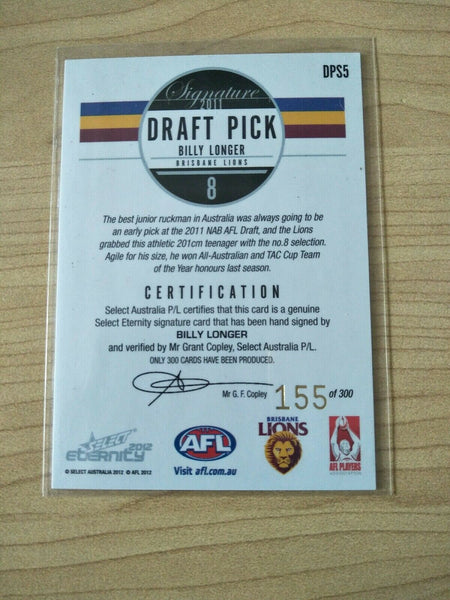 DPS5
Signature
2011
DRAFT PICK
BILLY LONGER
BRISBANE LIONS
8
The best junior ruckman in Australia was always going to be
an early pick at the 2011 NAB AFL Draft, and the Lions
grabbed this athletic 201cm teenager with the no.8 selection.
Agile for his size, he won All-Australian and TAC Cup Team
of the Year honours last season.
CERTIFICATION
Select Australia P/L certifies that this card is a genuine
Select Eternity signature card that has been hand signed by
BILLY LONGER
and verified by Mr Grant Copley, Select Australia P/L.
ONLY 300 CARDS HAVE BEEN PRODUCED.
Mr G. F. Copley 155 of 300
SELECT
eternity 2012
© SELECT AUSTRALIA 2012 © AFL 2012
AFL
Visit afl.com.au
BRISBANE
LIONS
AFL PLAYERS
ASSOCIATION